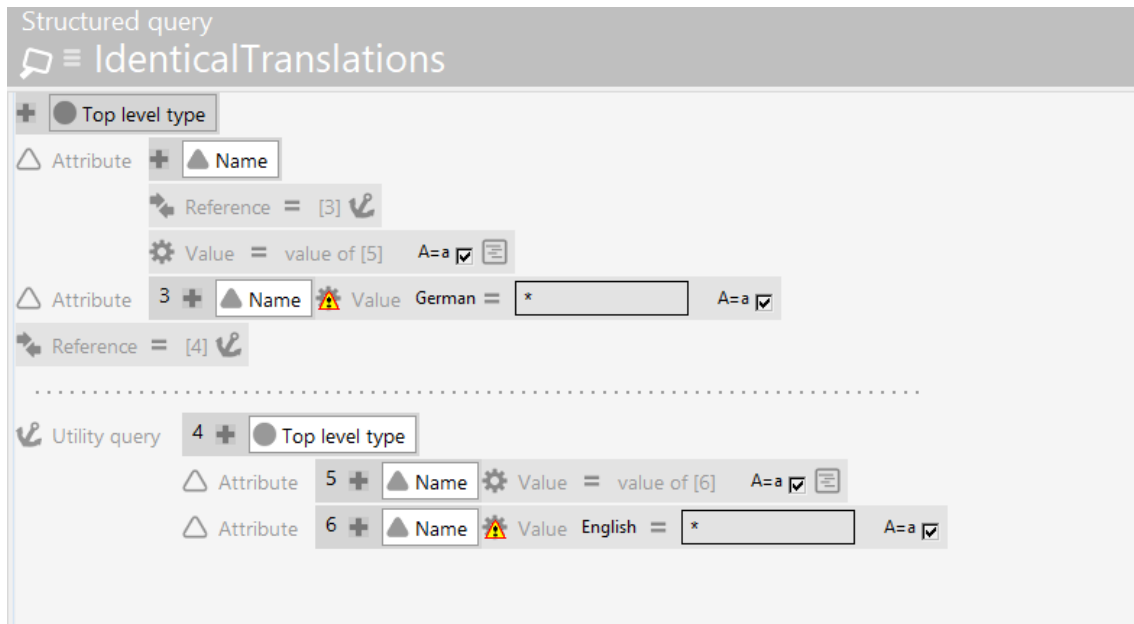 Structured query
IdenticalTranslations
Top level type
Attribute Name
Reference = [3]
Value = value of [5] A=a
Attribute 3 Name Value German = * A=a
Reference = [4]
Utility query 4 Top level type
Attribute 5 Name Value = value of [6] A=a
Attribute 6 Name Value English = * A=a